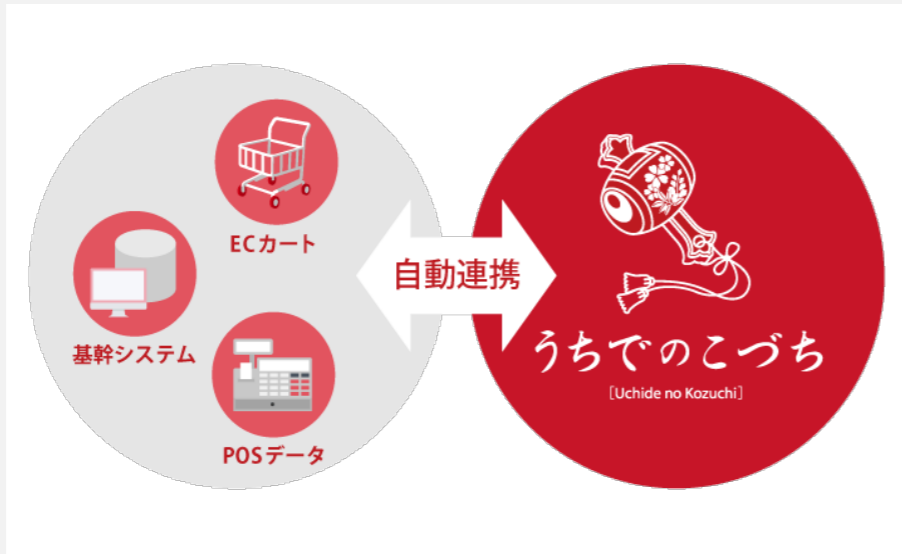 ECカート
基幹システム
POSデータ
自動連携
うちでのこづち
[Uchide no Kozuchi]